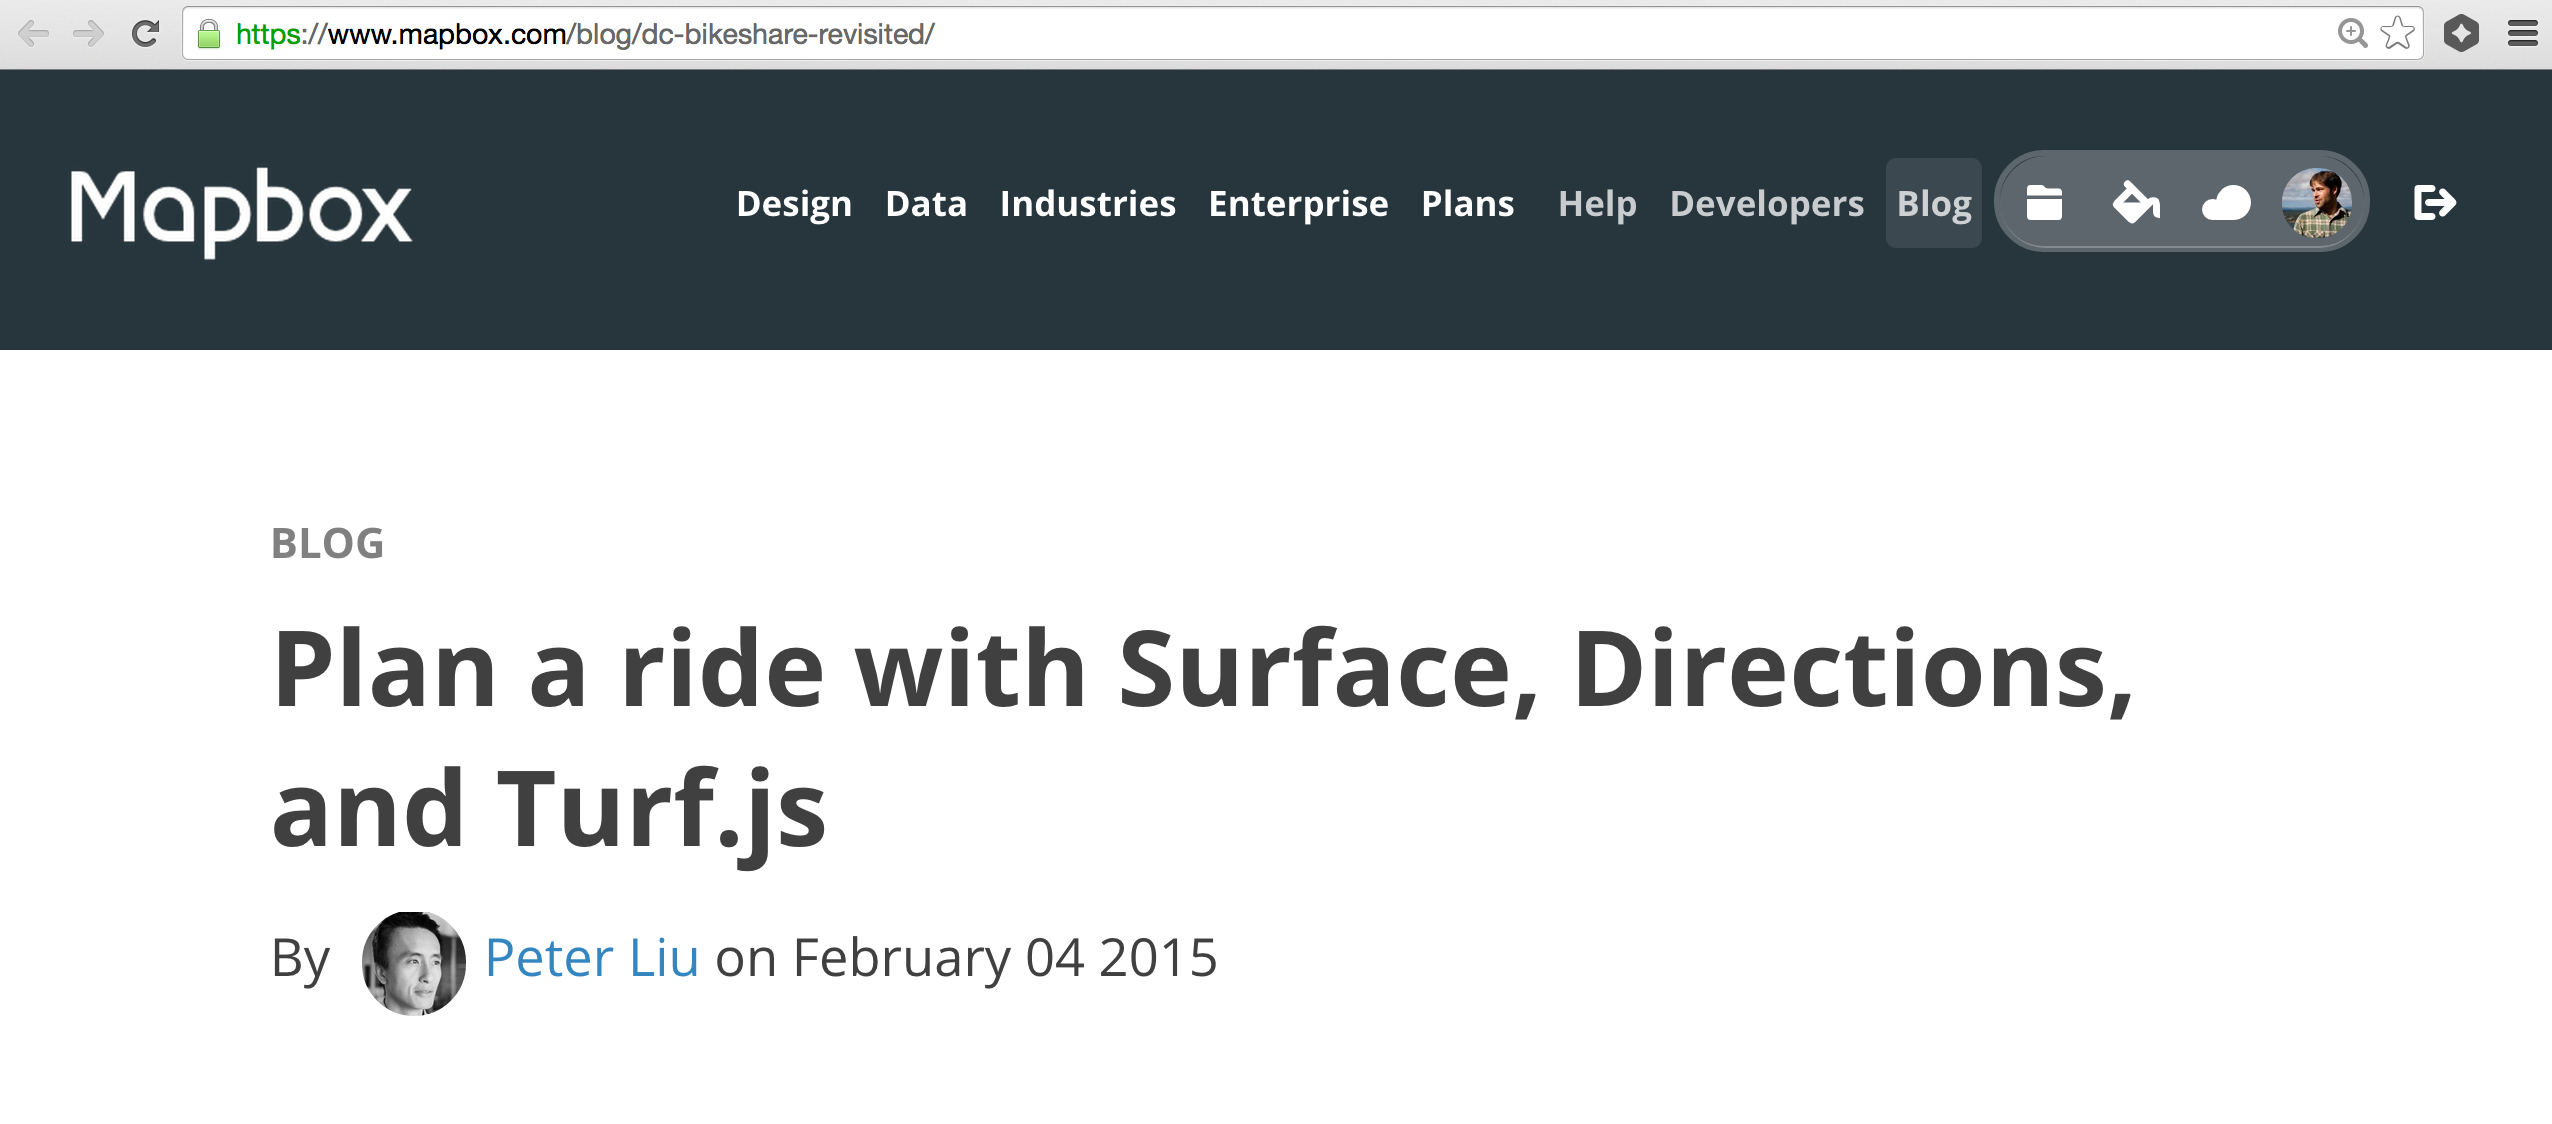 https://www.mapbox.com/blog/dc-bikeshare-revisited/
Mapbox Design Data Industries Enterprise Plans Help Developers Blog
BLOG
Plan a ride with Surface, Directions,
and Turf.js
By Peter Liu on February 04 2015